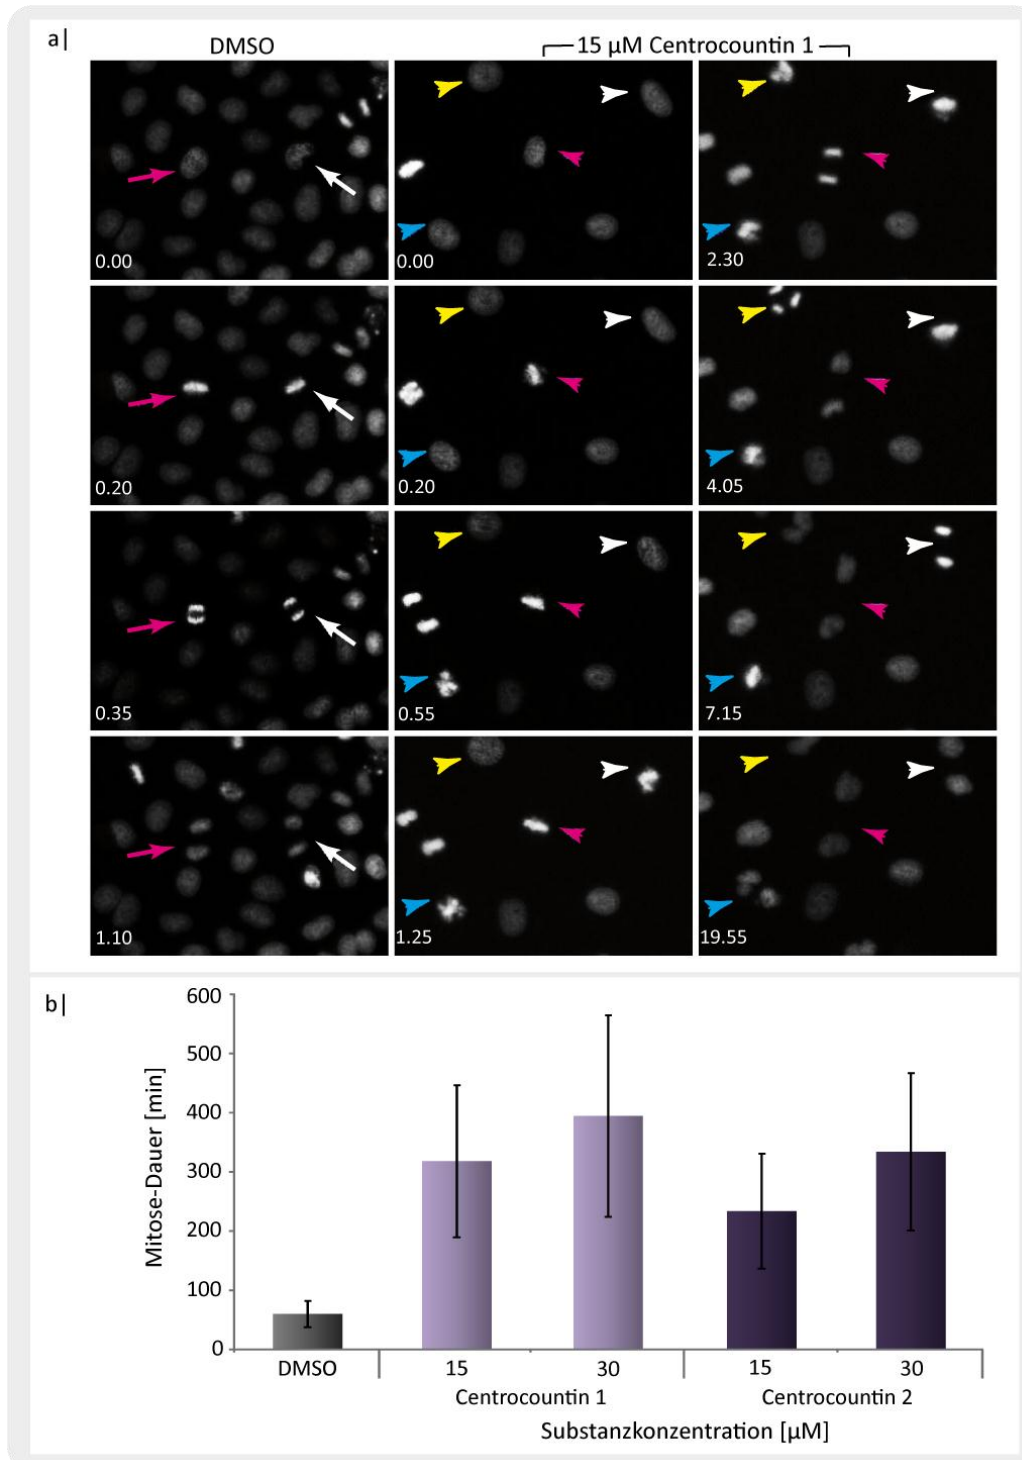 a|
DMSO
15 µM Centrocountin 1
0.00
0.00
2.30
0.20
0.20
4.05
0.35
0.55
7.15
1.10
1.25
19.55
b|
Mitose-Dauer [min]
600
500
400
300
200
100
0
DMSO 15 30 15 30
Centrocountin 1 Centrocountin 2
Substanzkonzentration [µM]